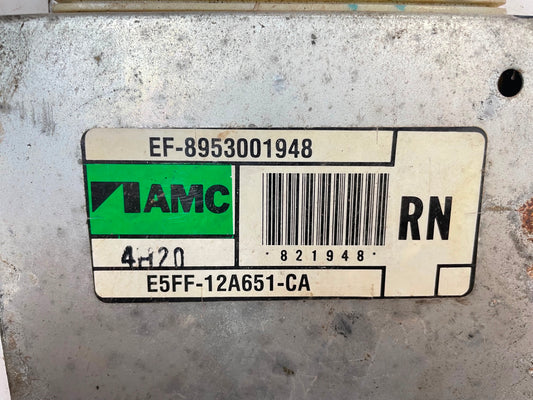 EF-8953001948
AMC
RN
821948
4H20
E5FF-12A651-CA